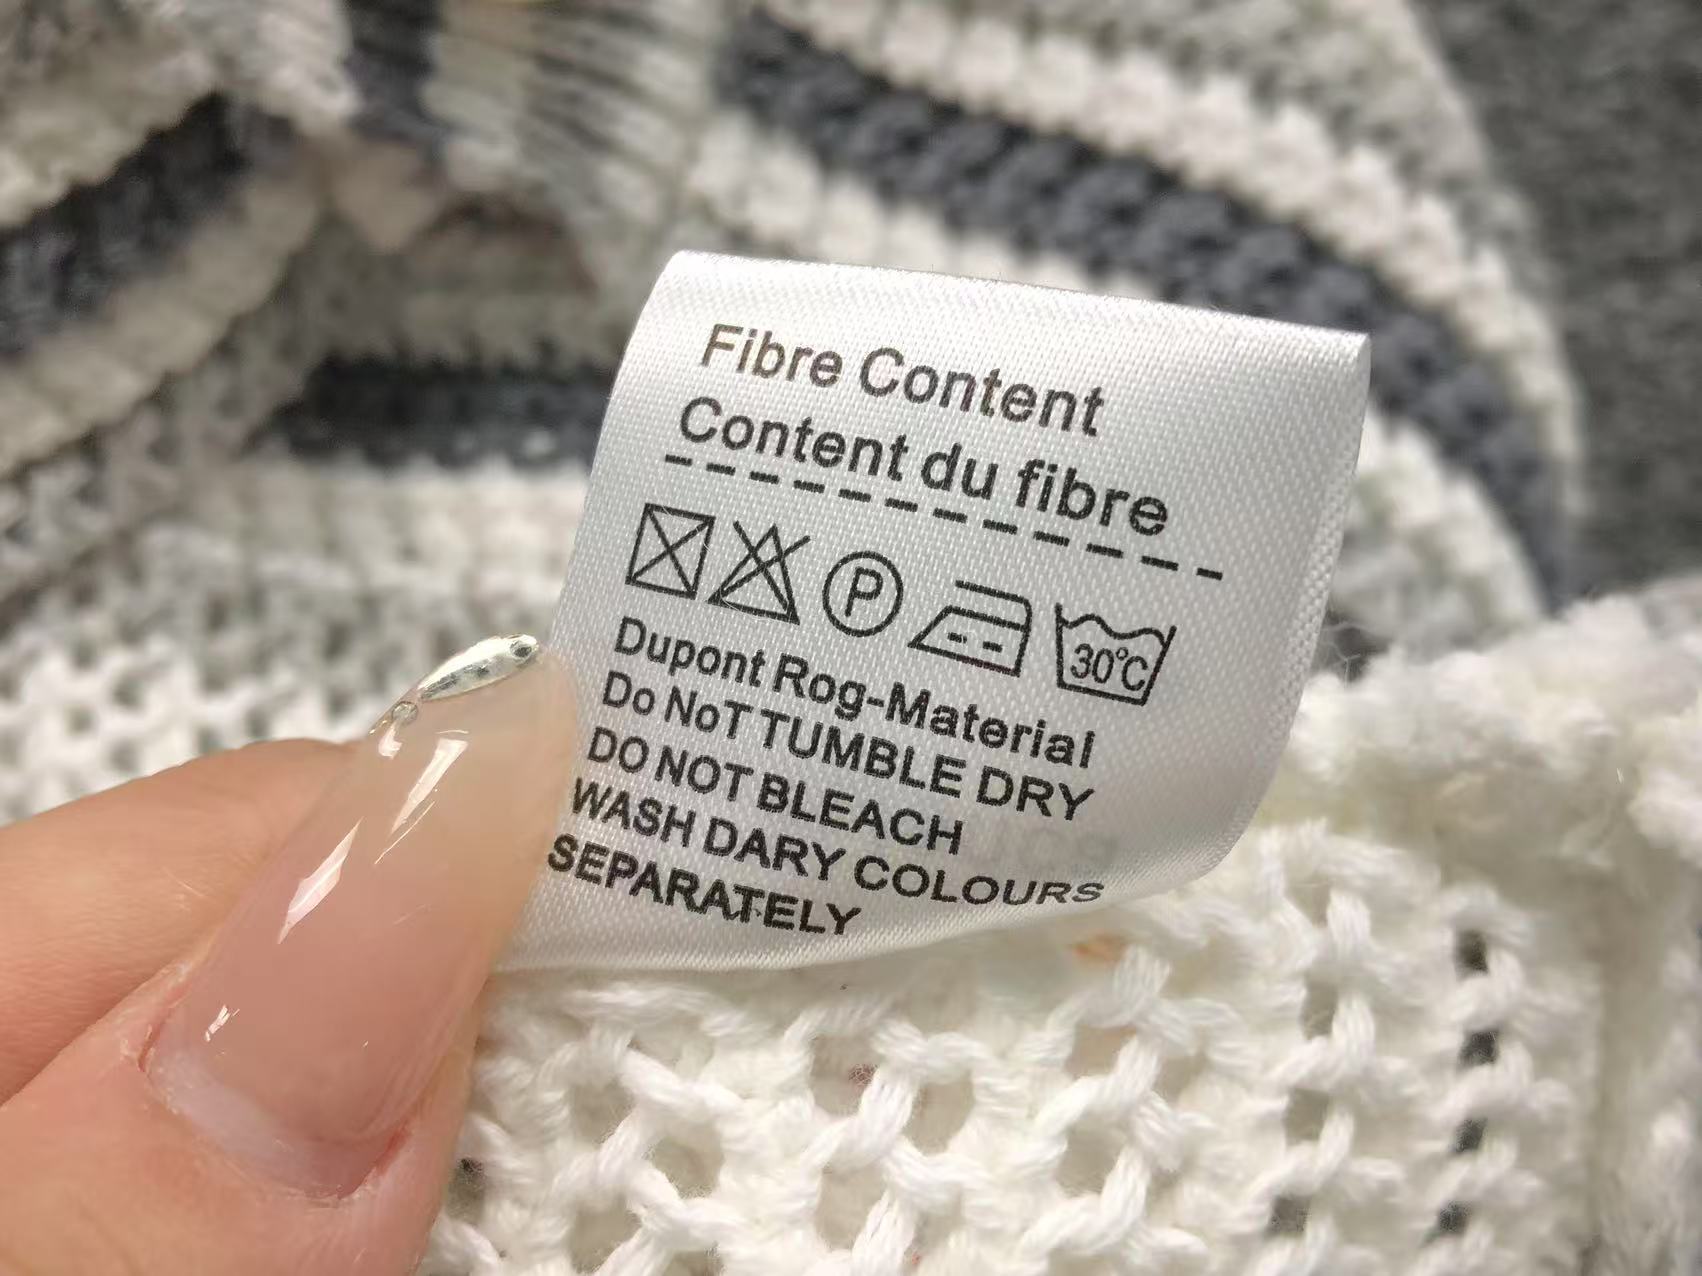 Fibre Content
Content du fibre
P
30°C
Dupont Rog-Material
Do NoT TUMBLE DRY
DO NOT BLEACH
WASH DARY COLOURS
SEPARATELY